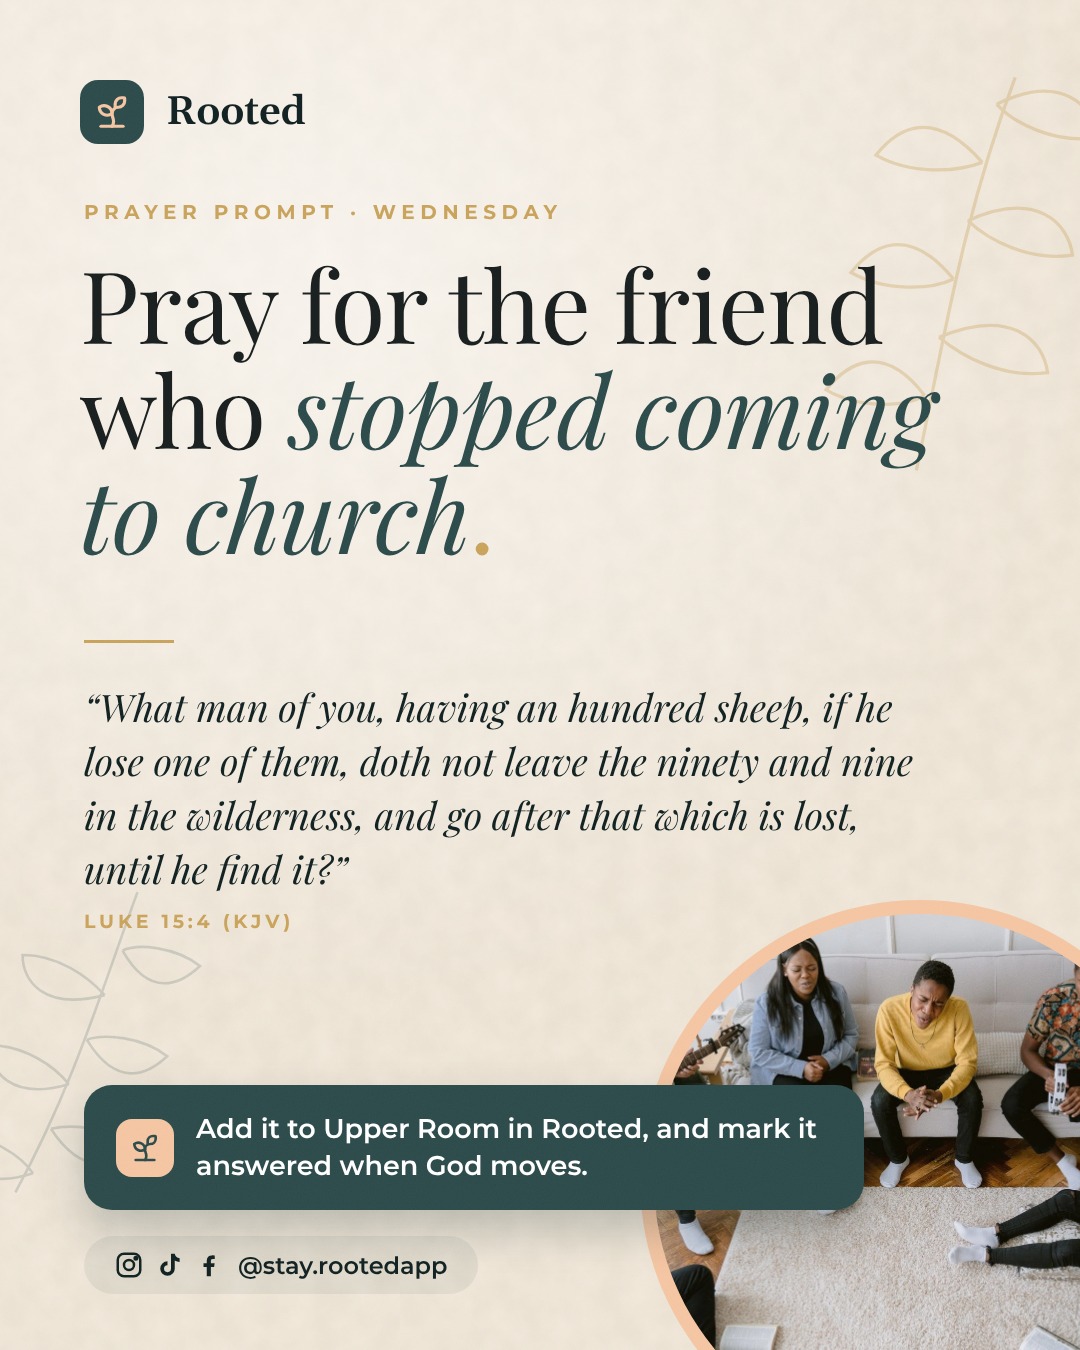 Rooted
PRAYER PROMPT · WEDNESDAY
Pray for the friend
who stopped coming
to church.
“What man of you, having an hundred sheep, if he
lose one of them, doth not leave the ninety and nine
in the wilderness, and go after that which is lost,
until he find it?”
LUKE 15:4 (KJV)
Add it to Upper Room in Rooted, and mark it
answered when God moves.
@stay.rootedapp